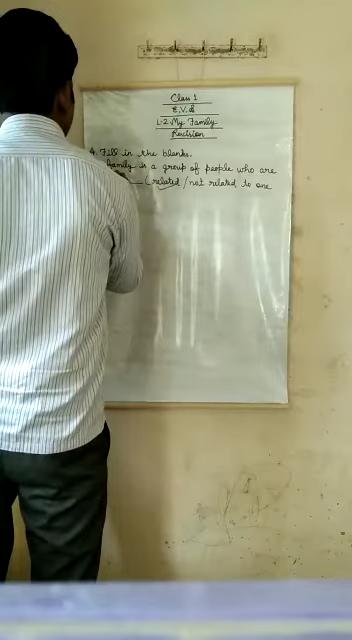 Class 1
E.V.S
L-2. My Family
Revision
4. Fill in the blanks.
family is a group of people who are
(related / not related to one